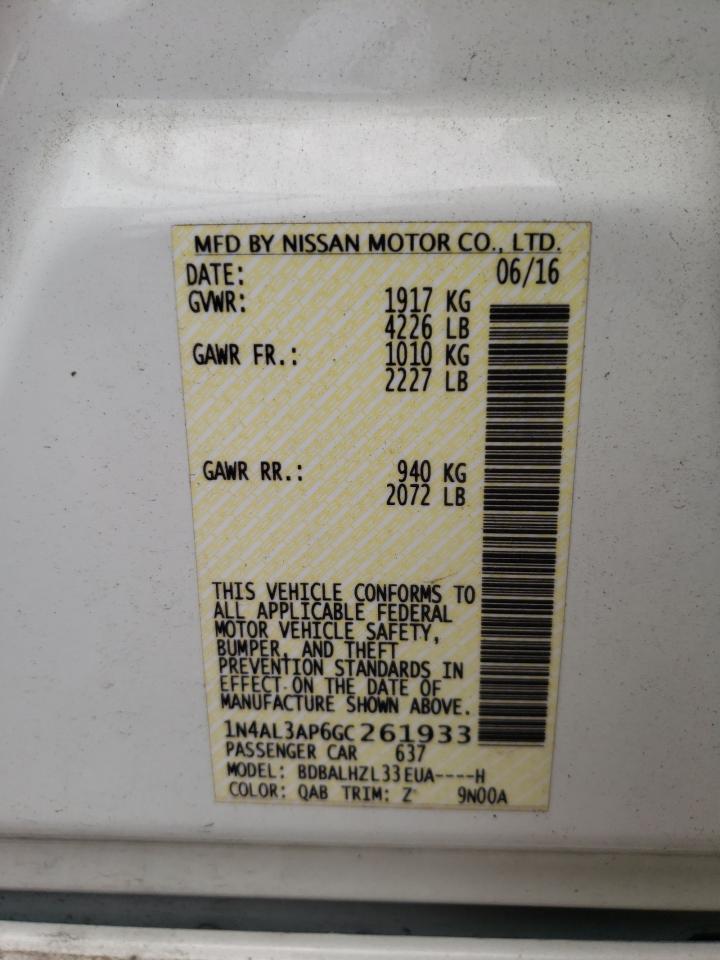 MFD BY NISSAN MOTOR CO., LTD.
DATE: 06/16
GVWR: 1917 KG
4226 LB
GAWR FR.: 1010 KG
2227 LB
GAWR RR.: 940 KG
2072 LB
THIS VEHICLE CONFORMS TO
ALL APPLICABLE FEDERAL
MOTOR VEHICLE SAFETY,
BUMPER, AND THEFT
PREVENTION STANDARDS IN
EFFECT ON THE DATE OF
MANUFACTURE SHOWN ABOVE.
1N4AL3AP6GC261933
PASSENGER CAR 637
MODEL: BDBALHZL33EUA----H
COLOR: QAB TRIM: Z 9N00A